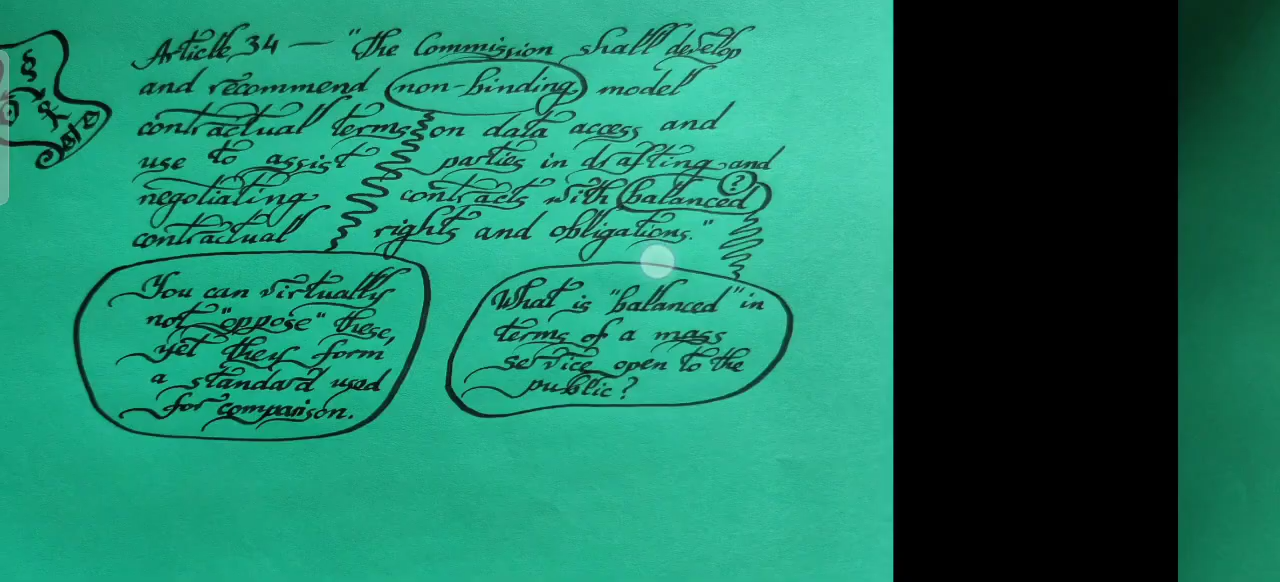 §
Data
Article 34 — "The Commission shall develop
and recommend non-binding model
contractual terms on data access and
use to assist parties in drafting and
negotiating contracts with balanced ?
contractual rights and obligations."
You can virtually
not "oppose" these,
yet they form
a standard used
for comparison.
What is "balanced" in
terms of a mass
service open to the
public?